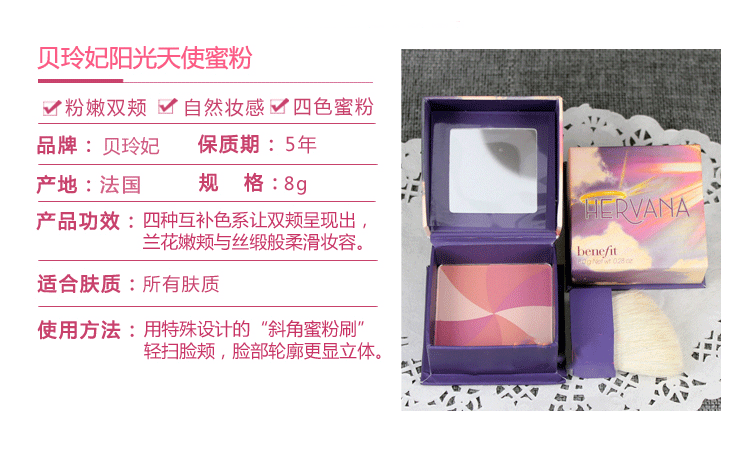 贝玲妃阳光天使蜜粉
粉嫩双颊 自然妆感 四色蜜粉
品牌：贝玲妃 保质期：5年
产地：法国 规 格:8g
产品功效：四种互补色系让双颊呈现出，
兰花嫩颊与丝缎般柔滑妆容。
适合肤质：所有肤质
使用方法：用特殊设计的“斜角蜜粉刷”
轻扫脸颊，脸部轮廓更显立体。
HERVANA
benefit
Net Wt. 0.28 oz.